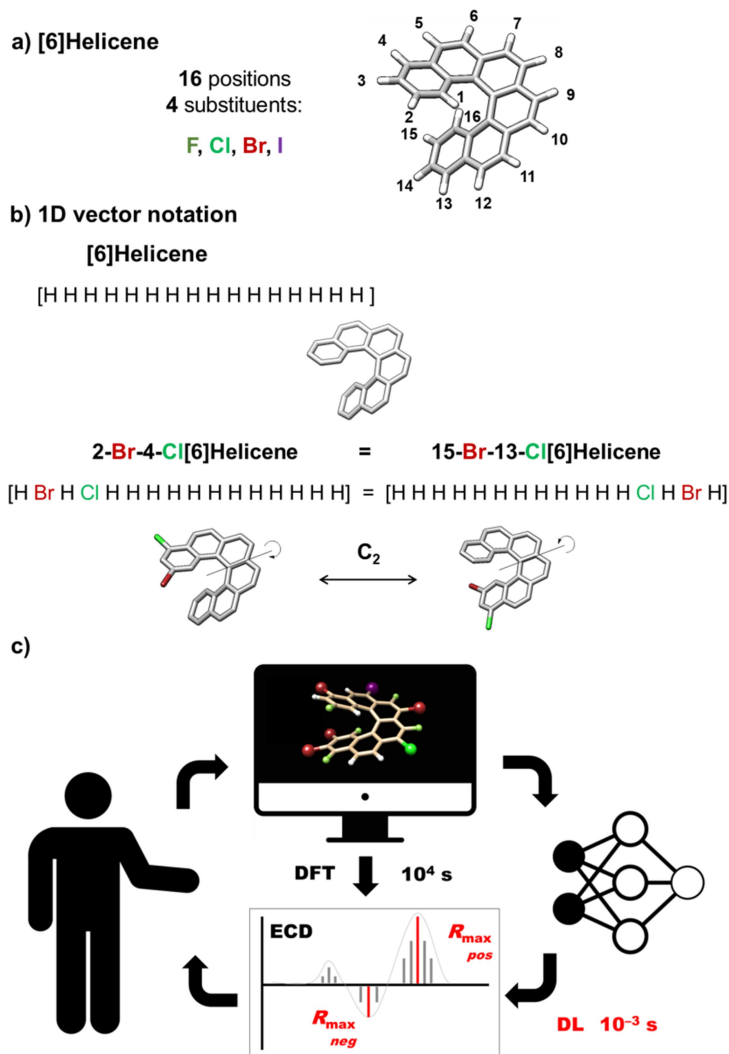 a) [6]Helicene
16 positions
4 substituents:
F, Cl, Br, I
1
2
3
4
5
6
7
8
9
10
11
12
13
14
15
16
b) 1D vector notation
[6]Helicene
[H H H H H H H H H H H H H H H H ]
2-Br-4-Cl[6]Helicene = 15-Br-13-Cl[6]Helicene
[H Br H Cl H H H H H H H H H H H H] = [H H H H H H H H H H H H Cl H Br H]
C2
c)
DFT 10⁴ s
ECD
Rmax pos
Rmax neg
DL 10⁻³ s